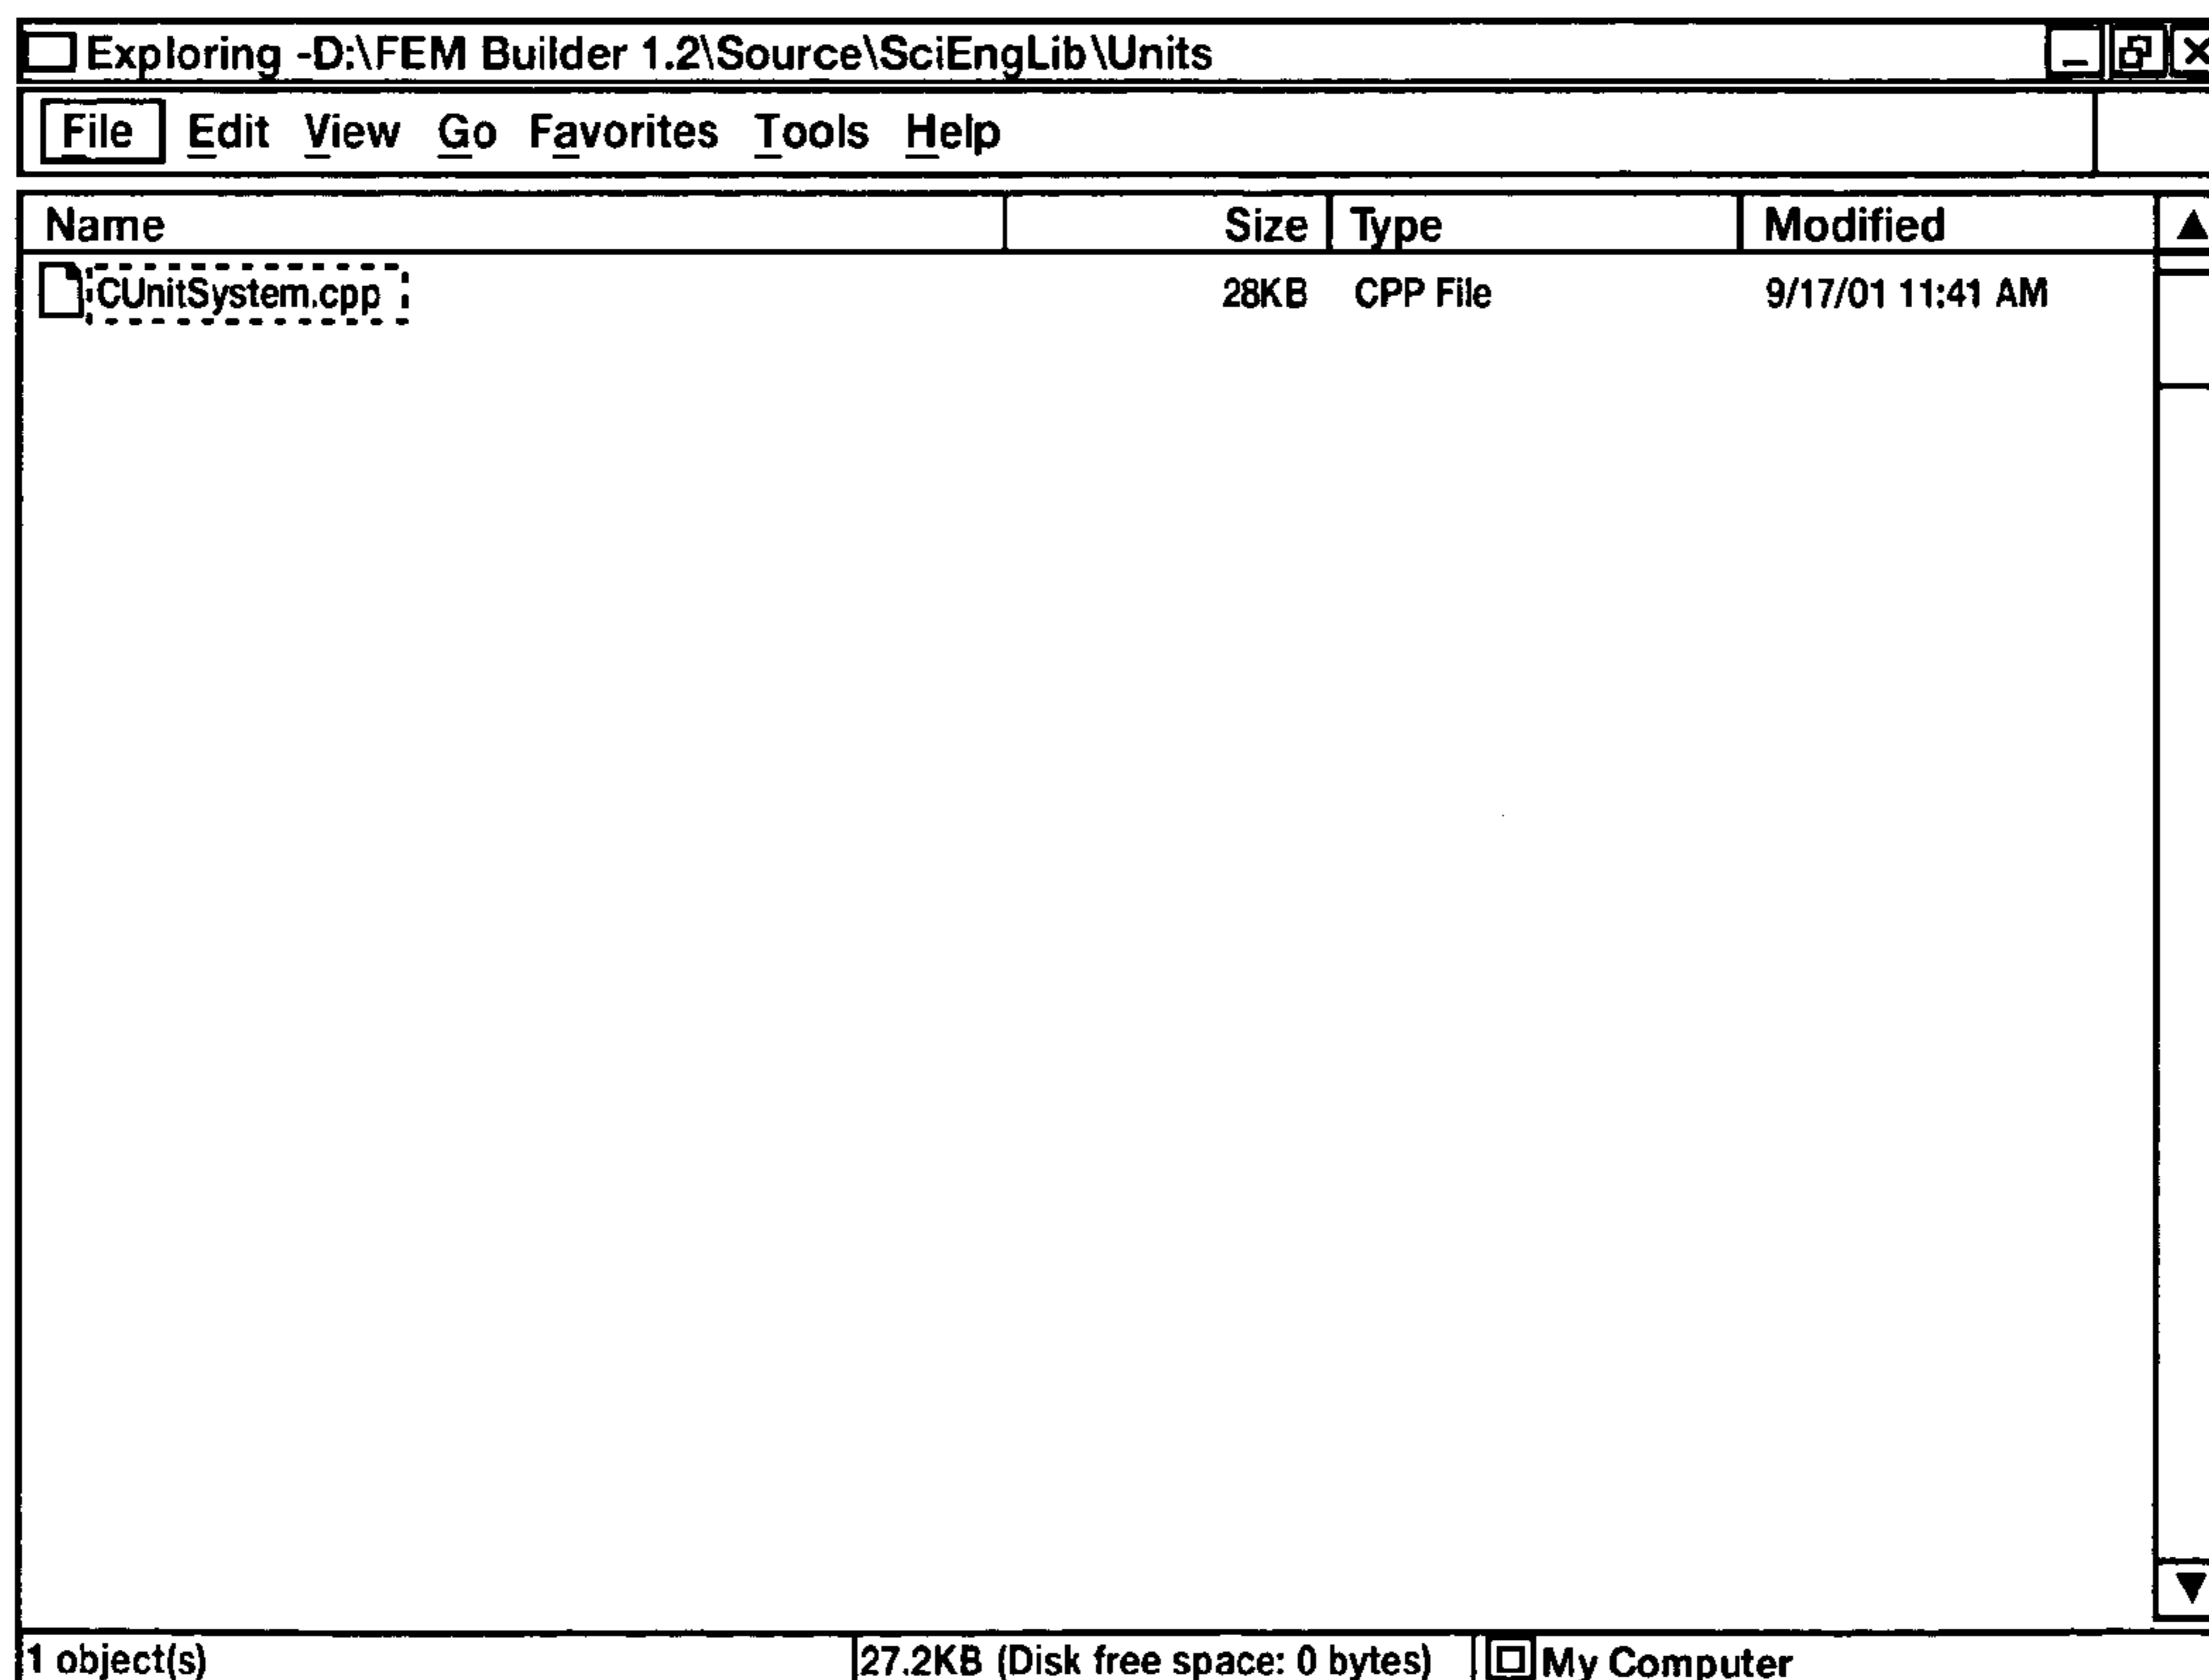 Exploring -D:\FEM Builder 1.2\Source\SciEngLib\Units
File Edit View Go Favorites Tools Help
Name Size Type Modified
CUnitSystem.cpp 28KB CPP File 9/17/01 11:41 AM
1 object(s) 27.2KB (Disk free space: 0 bytes) My Computer